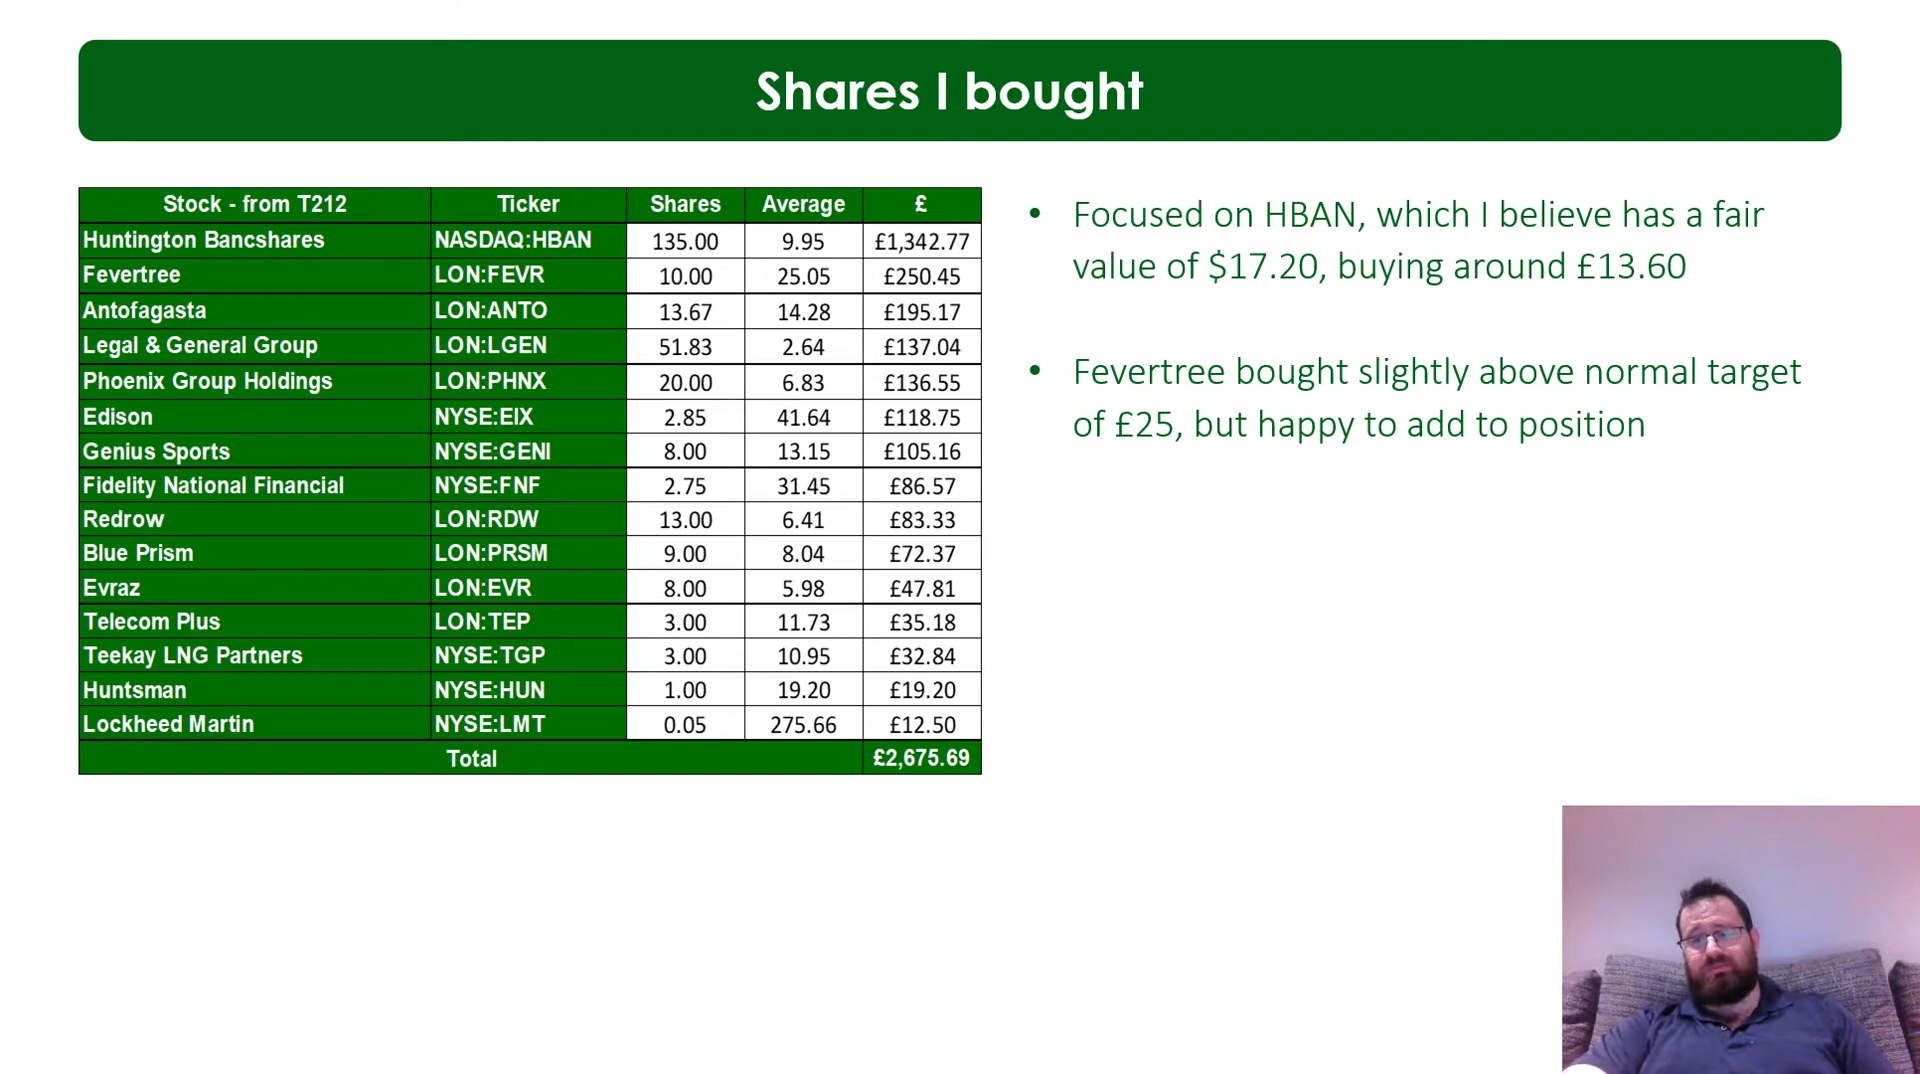 Shares I bought
Stock - from T212 Ticker Shares Average £
Huntington Bancshares NASDAQ:HBAN 135.00 9.95 £1,342.77
Fevertree LON:FEVR 10.00 25.05 £250.45
Antofagasta LON:ANTO 13.67 14.28 £195.17
Legal & General Group LON:LGEN 51.83 2.64 £137.04
Phoenix Group Holdings LON:PHNX 20.00 6.83 £136.55
Edison NYSE:EIX 2.85 41.64 £118.75
Genius Sports NYSE:GENI 8.00 13.15 £105.16
Fidelity National Financial NYSE:FNF 2.75 31.45 £86.57
Redrow LON:RDW 13.00 6.41 £83.33
Blue Prism LON:PRSM 9.00 8.04 £72.37
Evraz LON:EVR 8.00 5.98 £47.81
Telecom Plus LON:TEP 3.00 11.73 £35.18
Teekay LNG Partners NYSE:TGP 3.00 10.95 £32.84
Huntsman NYSE:HUN 1.00 19.20 £19.20
Lockheed Martin NYSE:LMT 0.05 275.66 £12.50
Total £2,675.69
• Focused on HBAN, which I believe has a fair
value of $17.20, buying around £13.60
• Fevertree bought slightly above normal target
of £25, but happy to add to position